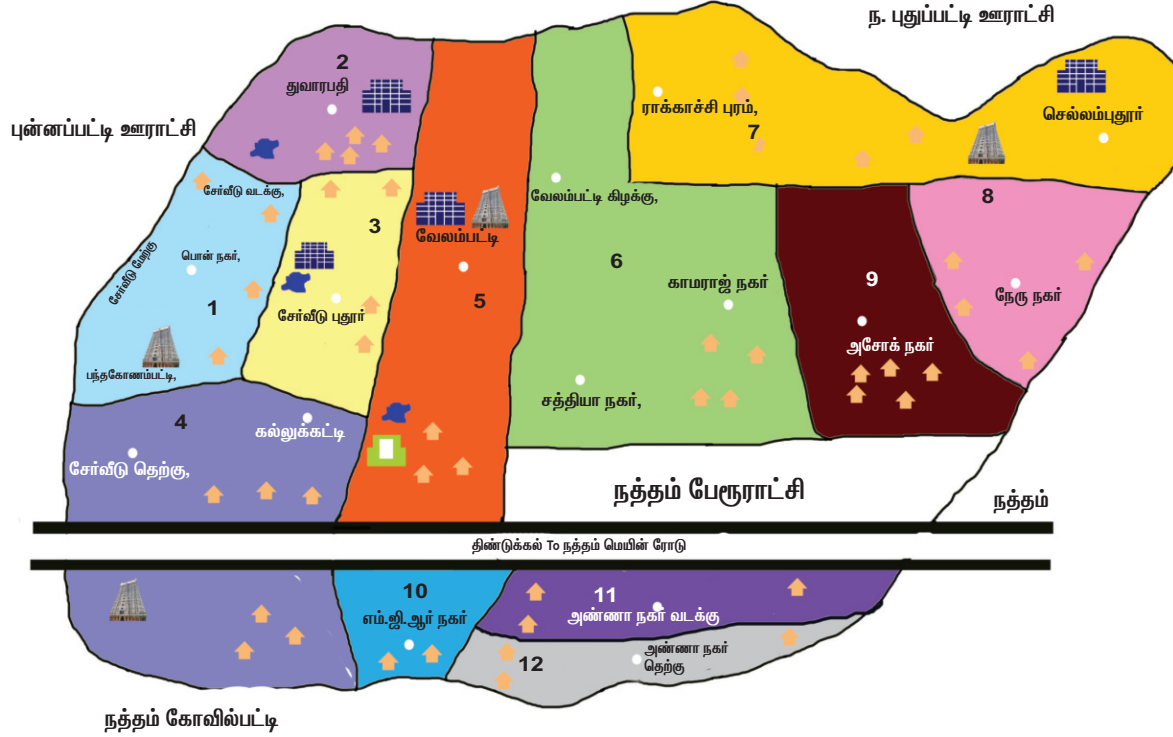 ந. புதுப்பட்டி ஊராட்சி
2
துவாரபதி
புன்னப்பட்டி ஊராட்சி
ராக்காச்சி புரம்,
7
செல்லம்புதூர்
சேர்வீடு வடக்கு,
சேர்வீடு மேற்கு
பொன் நகர்,
1
பந்தகோணம்பட்டி,
3
சேர்வீடு புதூர்
வேலம்பட்டி
5
வேலம்பட்டி கிழக்கு,
6
காமராஜ் நகர்
சத்தியா நகர்,
8
நேரு நகர்
9
அசோக் நகர்
4
கல்லுக்கட்டி
சேர்வீடு தெற்கு,
நத்தம் பேரூராட்சி
நத்தம்
திண்டுக்கல் To நத்தம் மெயின் ரோடு
10
எம்.ஜி.ஆர் நகர்
11
அண்ணா நகர் வடக்கு
12
அண்ணா நகர்
தெற்கு
நத்தம் கோவில்பட்டி